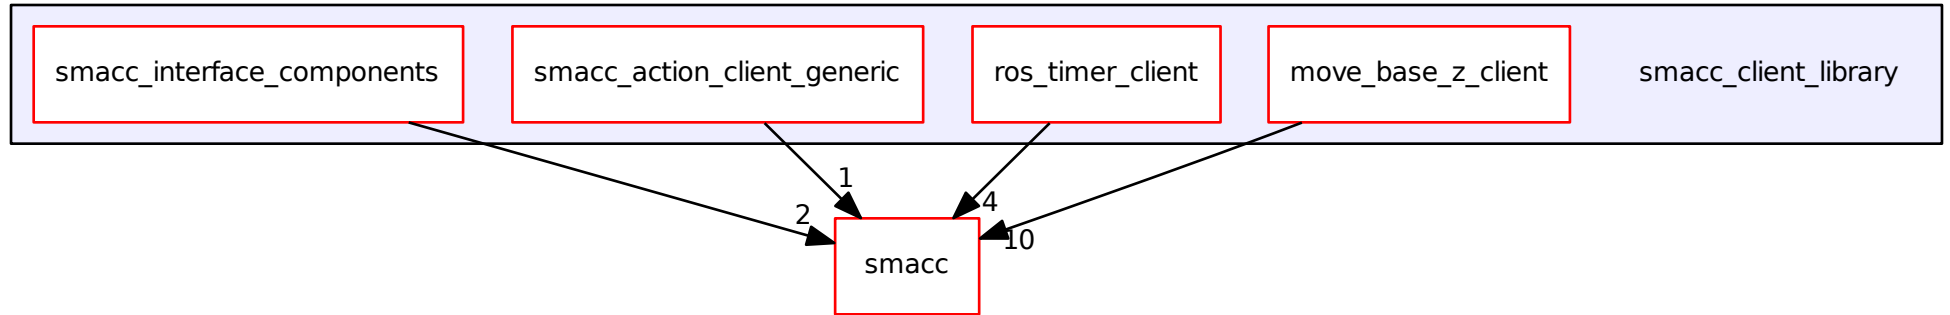 smacc_interface_components
smacc_action_client_generic
ros_timer_client
move_base_z_client
smacc_client_library
1
4
2
10
smacc